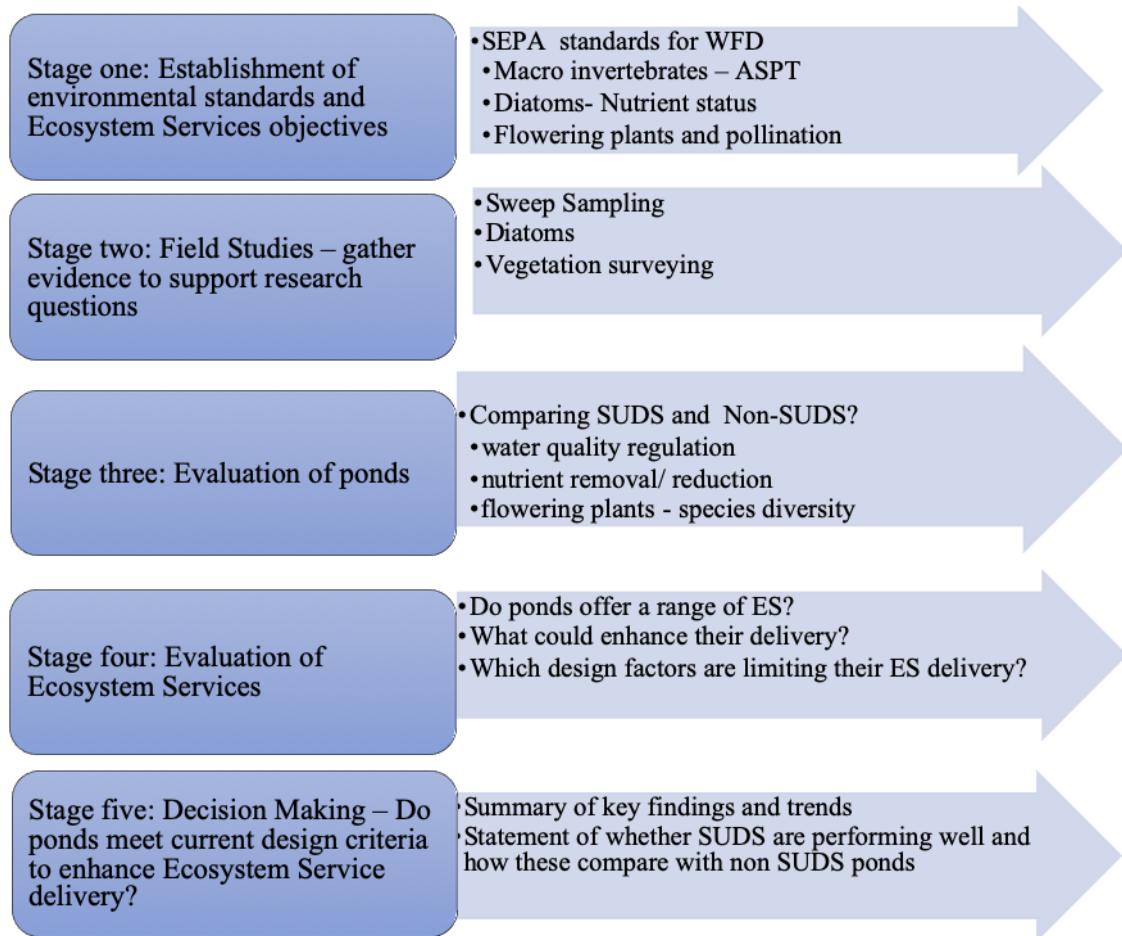 Stage one: Establishment of
environmental standards and
Ecosystem Services objectives
•SEPA  standards for WFD
•Macro invertebrates – ASPT
•Diatoms- Nutrient status
•Flowering plants and pollination
Stage two: Field Studies – gather
evidence to support research
questions
•Sweep Sampling
•Diatoms
•Vegetation surveying
Stage three: Evaluation of ponds
•Comparing SUDS and  Non-SUDS?
•water quality regulation
•nutrient removal/ reduction
•flowering plants - species diversity
Stage four: Evaluation of
Ecosystem Services
•Do ponds offer a range of ES?
•What could enhance their delivery?
•Which design factors are limiting their ES delivery?
Stage five: Decision Making – Do
ponds meet current design criteria
to enhance Ecosystem Service
delivery?
•Summary of key findings and trends
•Statement of whether SUDS are performing well and
how these compare with non SUDS ponds